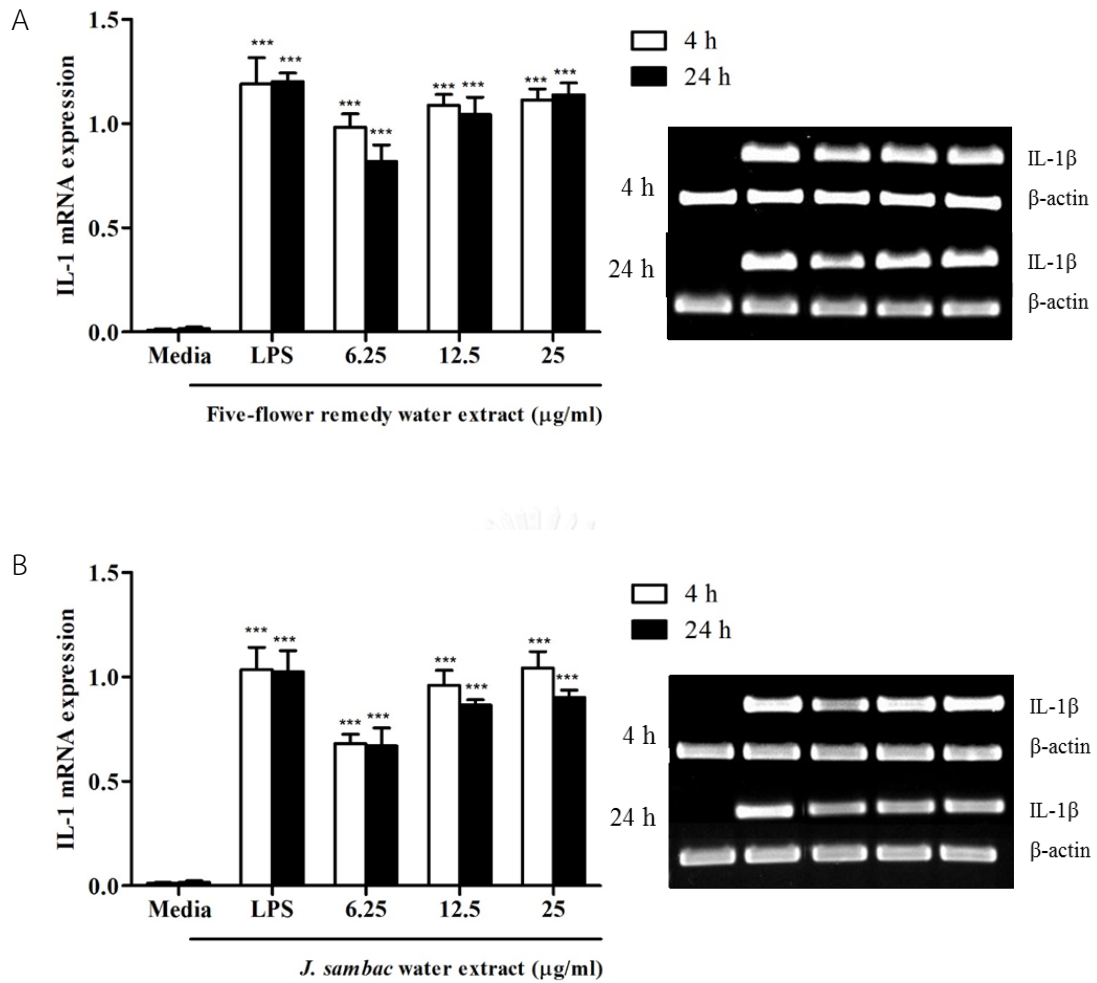 A
1.5
1.0
0.5
0.0
IL-1 mRNA expression
*** ***
*** ***
*** ***
*** ***
4 h
24 h
Media LPS 6.25 12.5 25
Five-flower remedy water extract (µg/ml)
4 h
24 h
IL-1β
β-actin
IL-1β
β-actin
B
1.5
1.0
0.5
0.0
IL-1 mRNA expression
*** ***
*** ***
*** ***
*** ***
4 h
24 h
Media LPS 6.25 12.5 25
J. sambac water extract (µg/ml)
4 h
24 h
IL-1β
β-actin
IL-1β
β-actin